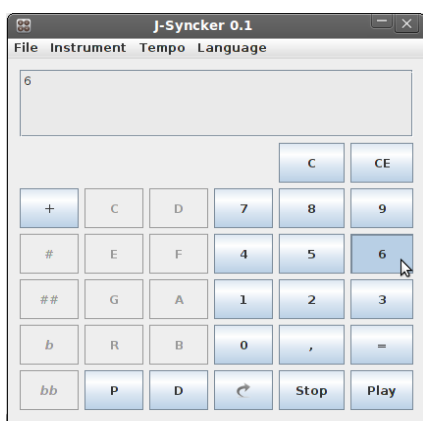 J-Syncker 0.1
File Instrument Tempo Language
6
C CE
+ C D 7 8 9
# E F 4 5 6
## G A 1 2 3
b R B 0 , =
bb P D Stop Play